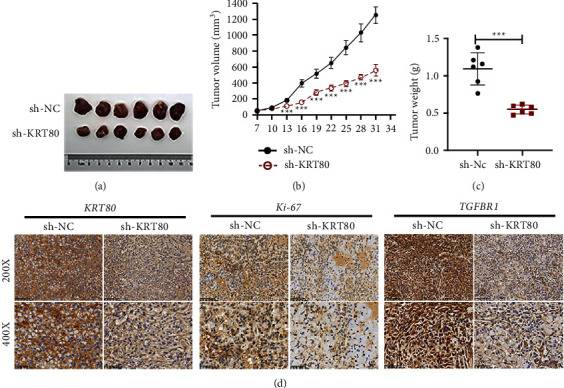 sh-NC
sh-KRT80
(a)
Tumor volume (mm³)
1400
1200
1000
800
600
400
200
0
7 10 13 16 19 22 25 28 31 34
*** *** *** *** *** *** ***
sh-NC
sh-KRT80
(b)
Tumor weight (g)
1.5
1.0
0.5
0.0
***
sh-Nc sh-KRT80
(c)
KRT80 Ki-67 TGFBR1
sh-NC sh-KRT80 sh-NC sh-KRT80 sh-NC sh-KRT80
200X
400X
(d)